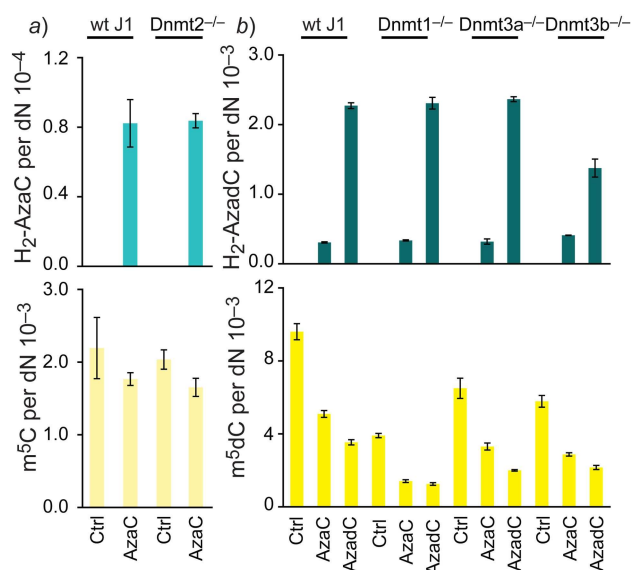 a) wt J1 Dnmt2⁻/⁻
H₂-AzaC per dN 10⁻⁴
1.2
0.8
0.4
0.0
m⁵C per dN 10⁻³
3.0
2.0
1.0
0.0
Ctrl AzaC Ctrl AzaC
b) wt J1 Dnmt1⁻/⁻ Dnmt3a⁻/⁻ Dnmt3b⁻/⁻
H₂-AzadC per dN 10⁻³
3.0
2.0
1.0
0.0
m⁵dC per dN 10⁻³
12
8
4
0
Ctrl AzaC AzadC Ctrl AzaC AzadC Ctrl AzaC AzadC Ctrl AzaC AzadC